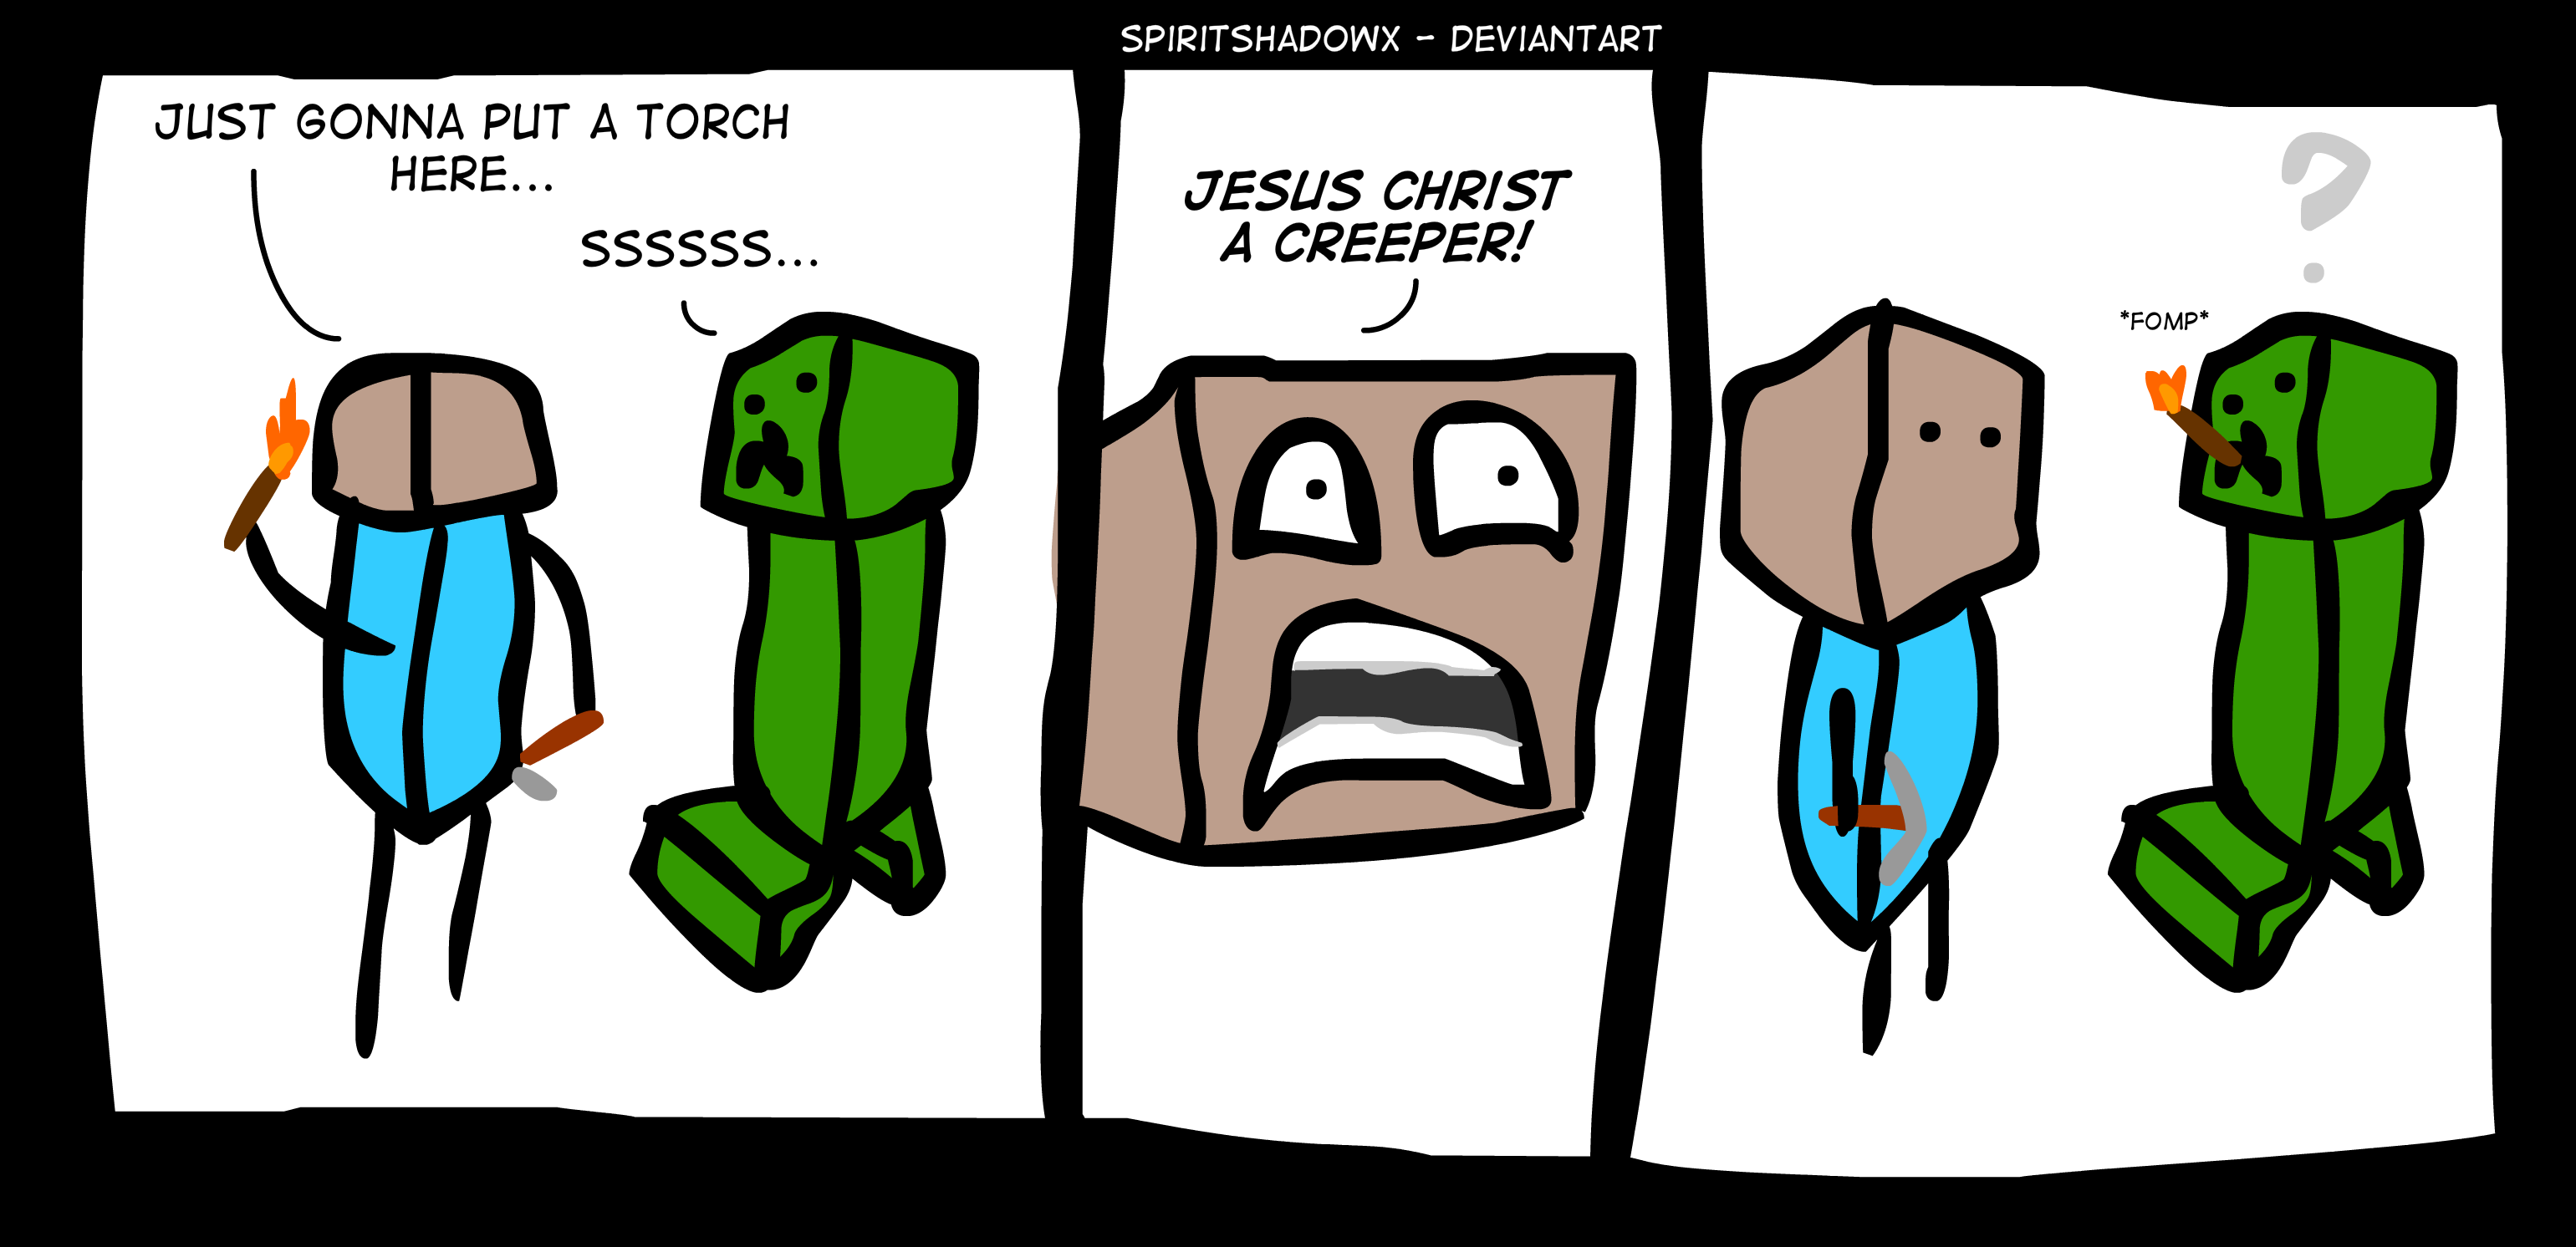 SPIRITSHADOWX - DEVIANTART
JUST GONNA PUT A TORCH
HERE...
SSSSSS...
JESUS CHRIST
A CREEPER!
?
*FOMP*